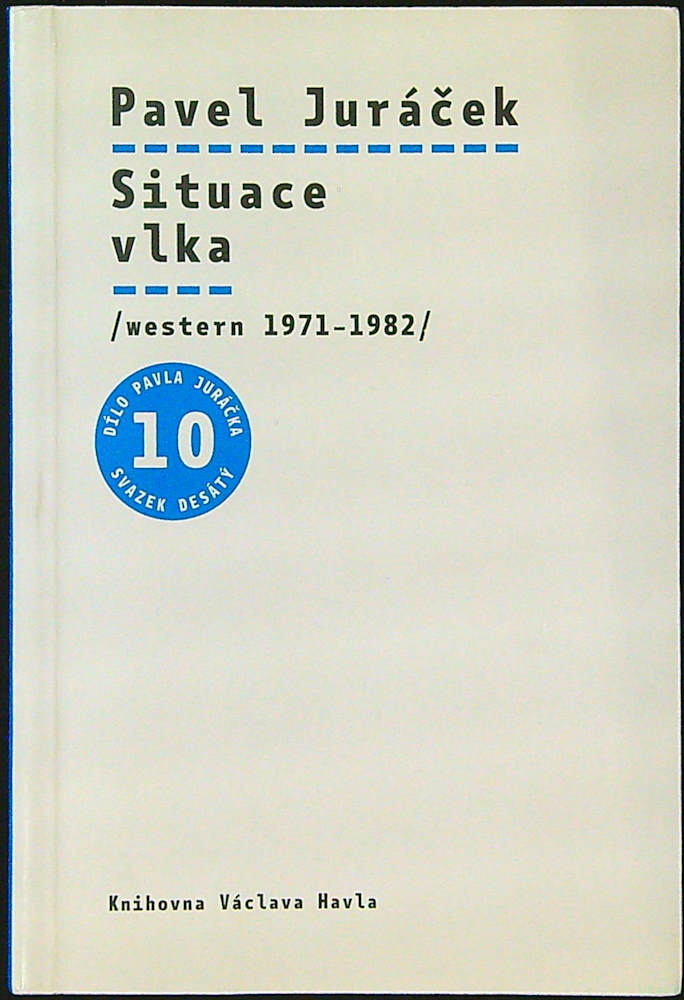 Pavel Juráček
Situace
vlka
/western 1971–1982/
DÍLO PAVLA JURÁČKA
10
SVAZEK DESÁTÝ
Knihovna Václava Havla